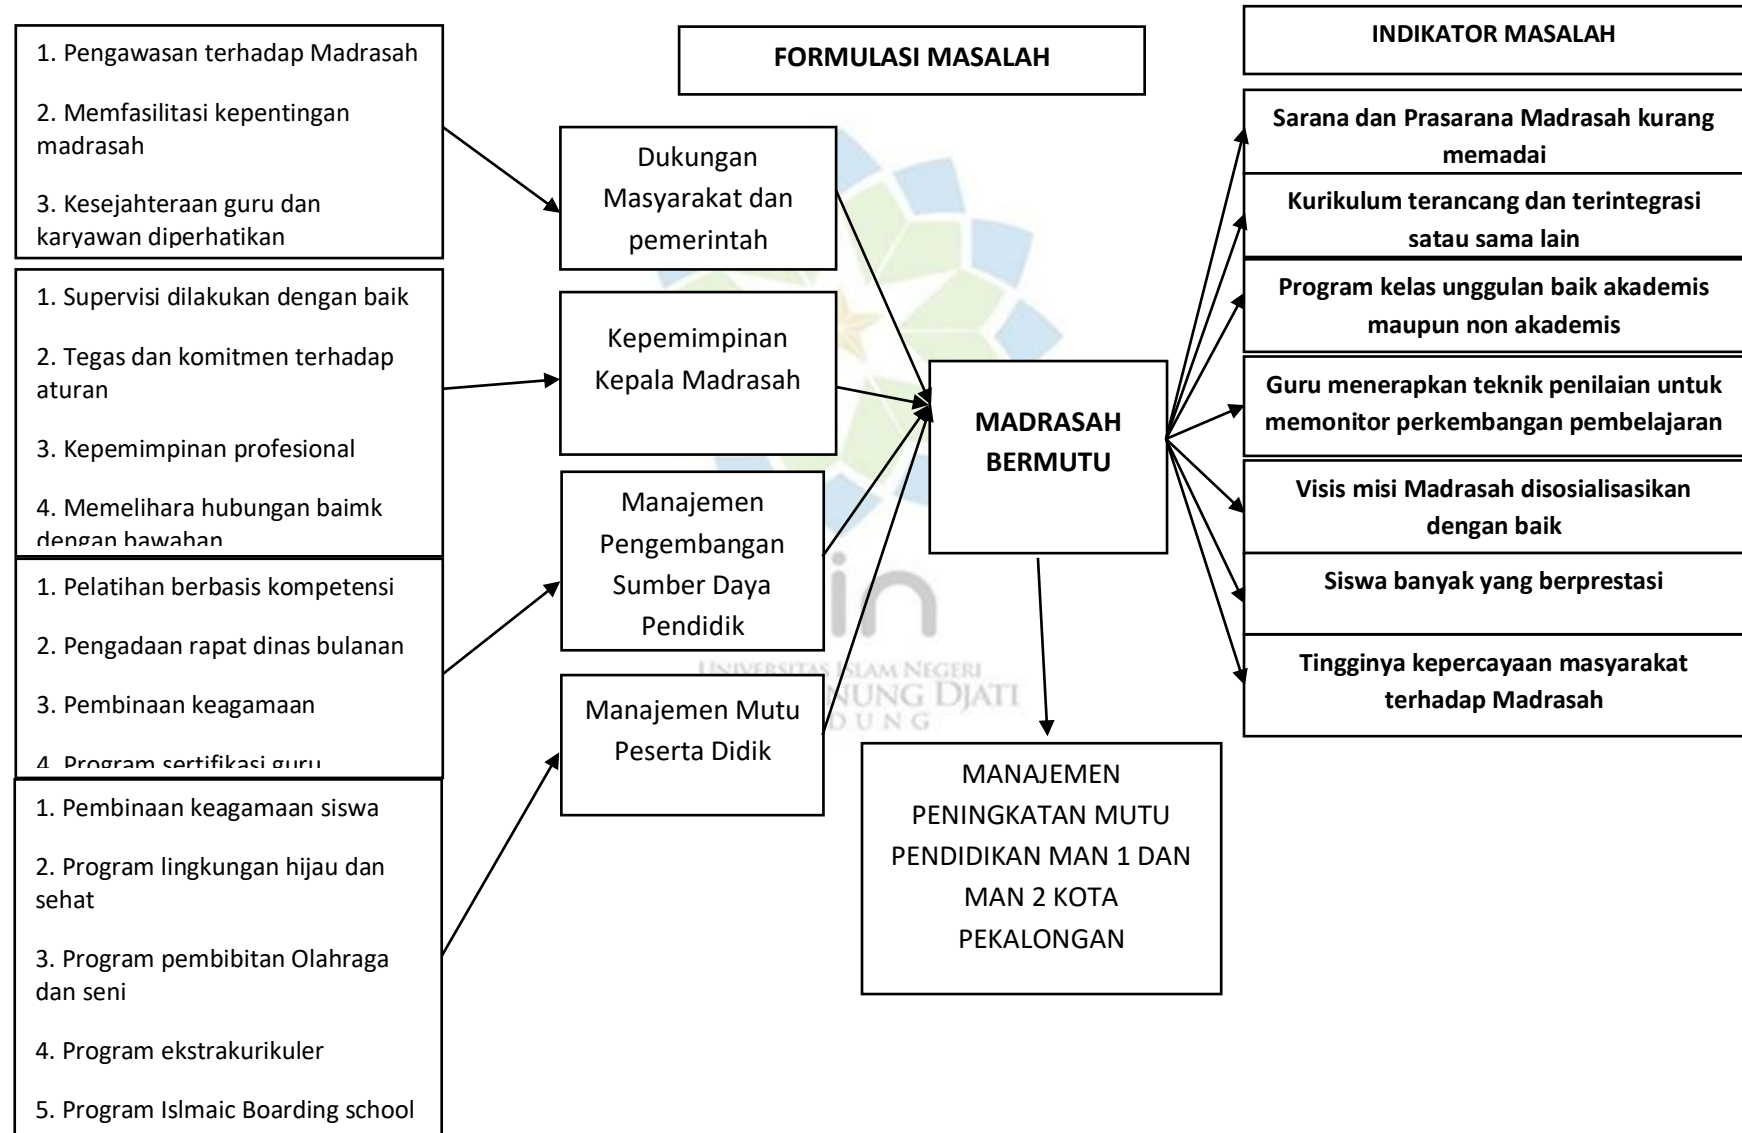 1. Pengawasan terhadap Madrasah
2. Memfasilitasi kepentingan
madrasah
3. Kesejahteraan guru dan
karyawan diperhatikan
1. Supervisi dilakukan dengan baik
2. Tegas dan komitmen terhadap
aturan
3. Kepemimpinan profesional
4. Memelihara hubungan baimk
dengan bawahan
1. Pelatihan berbasis kompetensi
2. Pengadaan rapat dinas bulanan
3. Pembinaan keagamaan
4. Program sertifikasi guru
1. Pembinaan keagamaan siswa
2. Program lingkungan hijau dan
sehat
3. Program pembibitan Olahraga
dan seni
4. Program ekstrakurikuler
5. Program Islmaic Boarding school
FORMULASI MASALAH
Dukungan
Masyarakat dan
pemerintah
Kepemimpinan
Kepala Madrasah
Manajemen
Pengembangan
Sumber Daya
Pendidik
Manajemen Mutu
Peserta Didik
MADRASAH
BERMUTU
MANAJEMEN
PENINGKATAN MUTU
PENDIDIKAN MAN 1 DAN
MAN 2 KOTA
PEKALONGAN
INDIKATOR MASALAH
Sarana dan Prasarana Madrasah kurang
memadai
Kurikulum terancang dan terintegrasi
satau sama lain
Program kelas unggulan baik akademis
maupun non akademis
Guru menerapkan teknik penilaian untuk
memonitor perkembangan pembelajaran
Visis misi Madrasah disosialisasikan
dengan baik
Siswa banyak yang berprestasi
Tingginya kepercayaan masyarakat
terhadap Madrasah
in
UNIVERSITAS ISLAM NEGERI
NUNG DJATI
DUNG